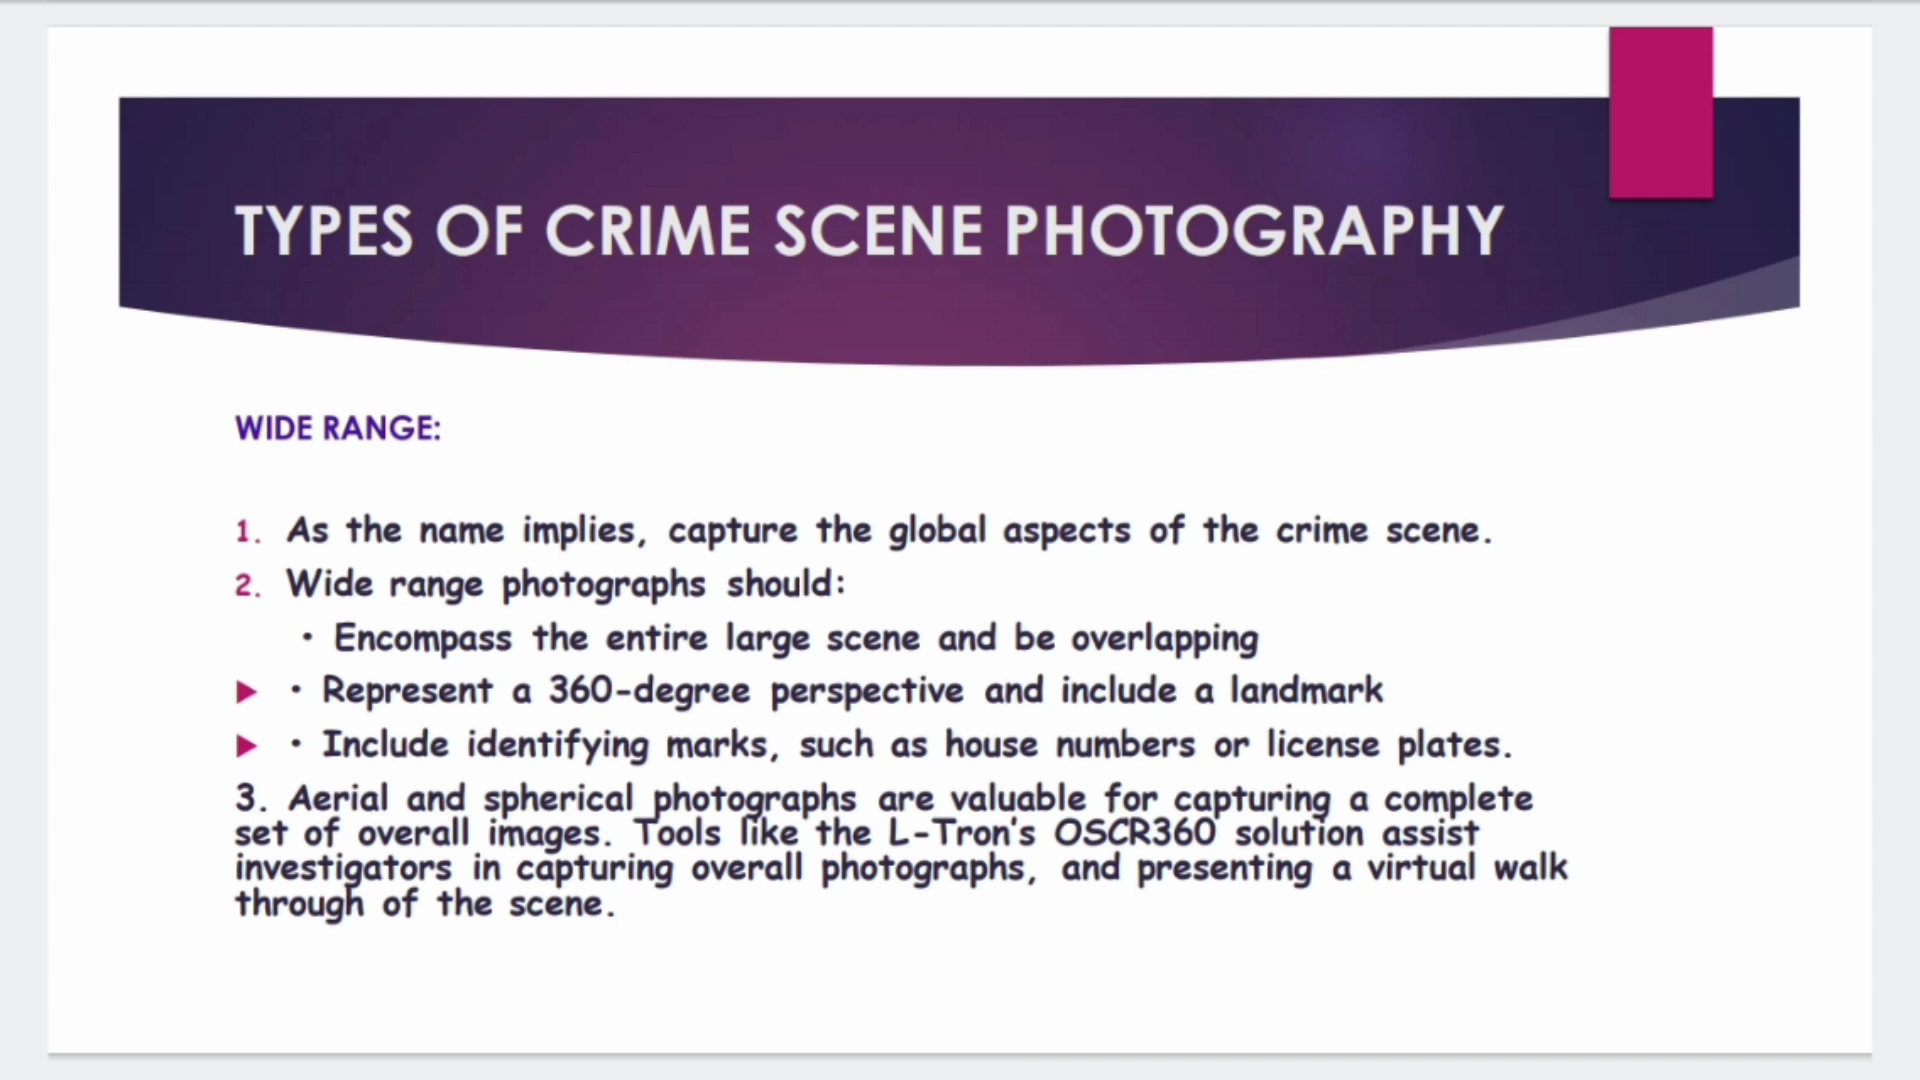 TYPES OF CRIME SCENE PHOTOGRAPHY
WIDE RANGE:
1. As the name implies, capture the global aspects of the crime scene.
2. Wide range photographs should:
• Encompass the entire large scene and be overlapping
• Represent a 360-degree perspective and include a landmark
• Include identifying marks, such as house numbers or license plates.
3. Aerial and spherical photographs are valuable for capturing a complete
set of overall images. Tools like the L-Tron's OSCR360 solution assist
investigators in capturing overall photographs, and presenting a virtual walk
through of the scene.